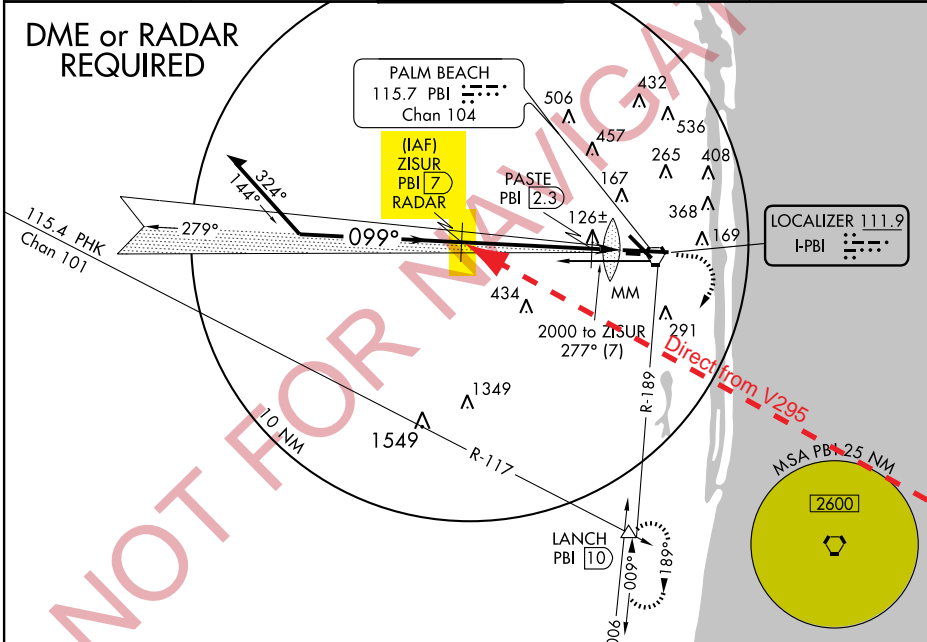 DME or RADAR
REQUIRED
PALM BEACH
115.7 PBI
Chan 104
(IAF)
ZISUR
PBI 7
RADAR
PASTE
PBI 2.3
506
432
536
457
265
408
167
368
126±
169
324°
144°
279°
099°
LOCALIZER 111.9
I-PBI
115.4 PHK
Chan 101
MM
434
2000 to ZISUR
277° (7)
291
Direct from V295
R-189
1349
1549
10 NM
R-117
MSA PBI 25 NM
2600
LANCH
PBI 10
009°
189°
006
NOT FOR NAVIGAT